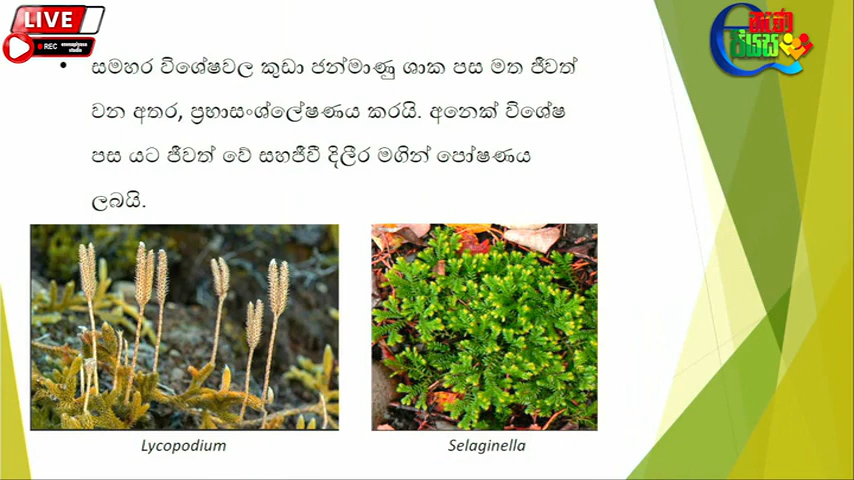 LIVE
REC
නැණ
පියස
• සමහර විශේෂවල කුඩා ජන්මාණු ශාක පස මත ජීවත්
වන අතර, ප්‍රභාසංශ්ලේෂණය කරයි. අනෙක් විශේෂ
පස යට ජීවත් වේ සහජීවී දිලීර මගින් පෝෂණය
ලබයි.
Lycopodium
Selaginella